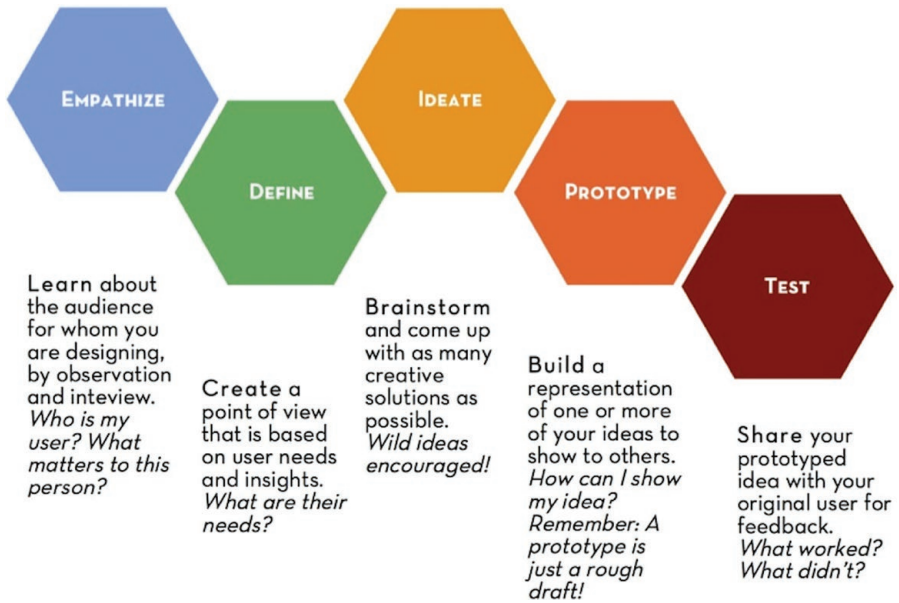 EMPATHIZE
DEFINE
IDEATE
PROTOTYPE
TEST
Learn about
the audience
for whom you
are designing,
by observation
and inteview.
Who is my
user? What
matters to this
person?
Create a
point of view
that is based
on user needs
and insights.
What are their
needs?
Brainstorm
and come up
with as many
creative
solutions as
possible.
Wild ideas
encouraged!
Build a
representation
of one or more
of your ideas to
show to others.
How can I show
my idea?
Remember: A
prototype is
just a rough
draft!
Share your
prototyped
idea with your
original user for
feedback.
What worked?
What didn't?